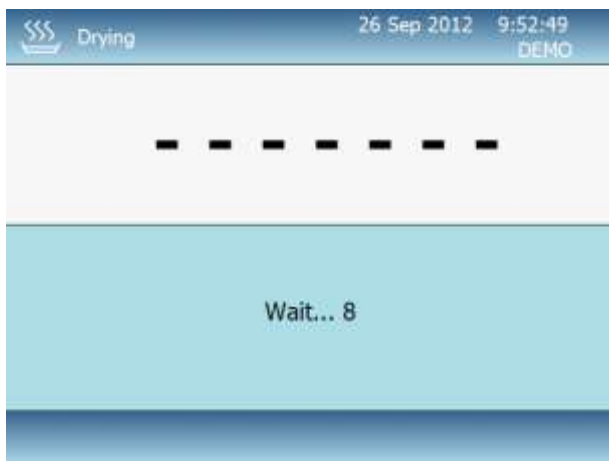 Drying
26 Sep 2012 9:52:49
DEMO
- - - - - - -
Wait... 8